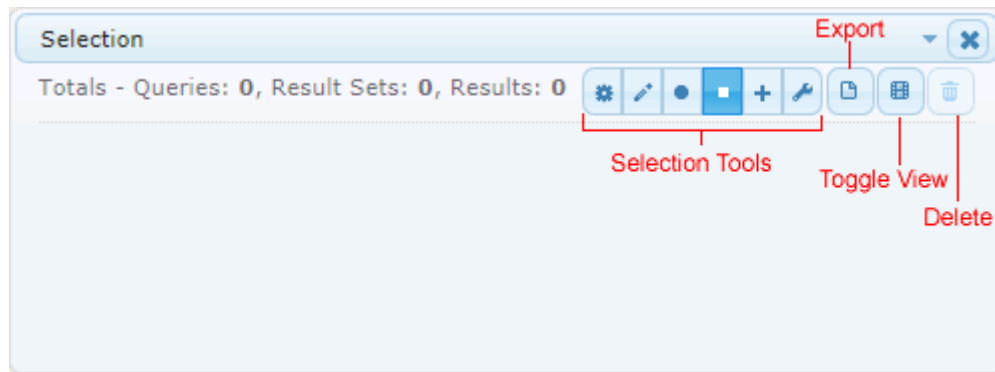 Selection
Export
Totals - Queries: 0, Result Sets: 0, Results: 0
Selection Tools
Toggle View
Delete